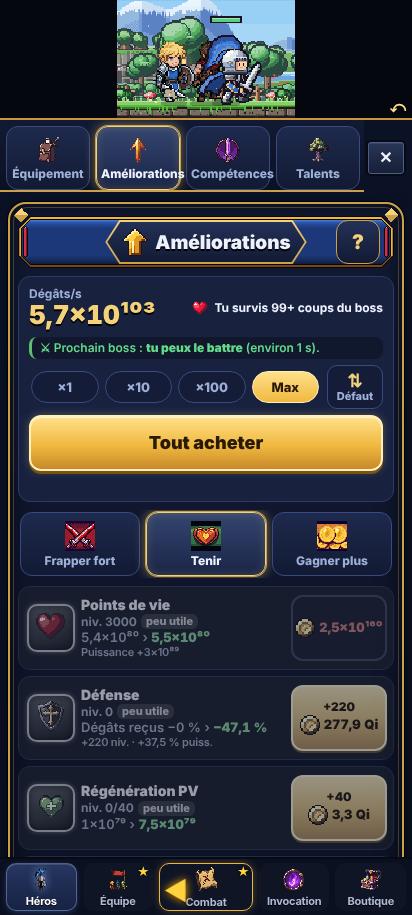 Équipement
Améliorations
Compétences
Talents
×
Améliorations
?
Dégâts/s
5,7×10¹⁰³
Tu survis 99+ coups du boss
⚔ Prochain boss : tu peux le battre (environ 1 s).
×1
×10
×100
Max
⇅
Défaut
Tout acheter
Frapper fort
Tenir
Gagner plus
Points de vie
niv. 3000 peu utile
5,4×10⁸⁰ › 5,5×10⁸⁰
Puissance +3×10⁸⁹
2,5×10¹⁶⁰
Défense
niv. 0 peu utile
Dégâts reçus −0 % › −47,1 %
+220 niv. · +37,5 % puiss.
+220
277,9 Qi
Régénération PV
niv. 0/40 peu utile
1×10⁷⁹ › 7,5×10⁷⁹
+40
3,3 Qi
Héros
Équipe
Combat
Invocation
Boutique